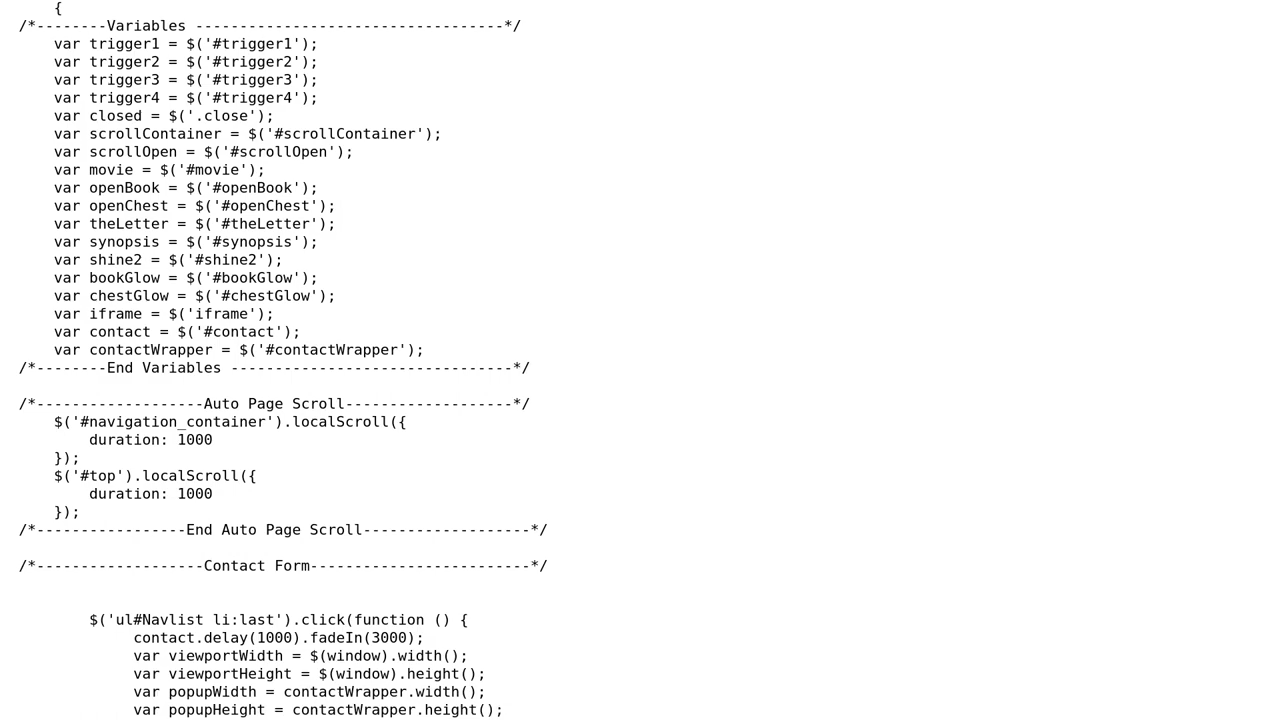 {
/*--------Variables -----------------------------------*/
    var trigger1 = $('#trigger1');
    var trigger2 = $('#trigger2');
    var trigger3 = $('#trigger3');
    var trigger4 = $('#trigger4');
    var closed = $('.close');
    var scrollContainer = $('#scrollContainer');
    var scrollOpen = $('#scrollOpen');
    var movie = $('#movie');
    var openBook = $('#openBook');
    var openChest = $('#openChest');
    var theLetter = $('#theLetter');
    var synopsis = $('#synopsis');
    var shine2 = $('#shine2');
    var bookGlow = $('#bookGlow');
    var chestGlow = $('#chestGlow');
    var iframe = $('iframe');
    var contact = $('#contact');
    var contactWrapper = $('#contactWrapper');
/*--------End Variables --------------------------------*/

/*-------------------Auto Page Scroll-------------------*/
    $('#navigation_container').localScroll({
        duration: 1000
    });
    $('#top').localScroll({
        duration: 1000
    });
/*-----------------End Auto Page Scroll-------------------*/

/*-------------------Contact Form-------------------------*/


        $('ul#Navlist li:last').click(function () {
             contact.delay(1000).fadeIn(3000);
             var viewportWidth = $(window).width();
             var viewportHeight = $(window).height();
             var popupWidth = contactWrapper.width();
             var popupHeight = contactWrapper.height();